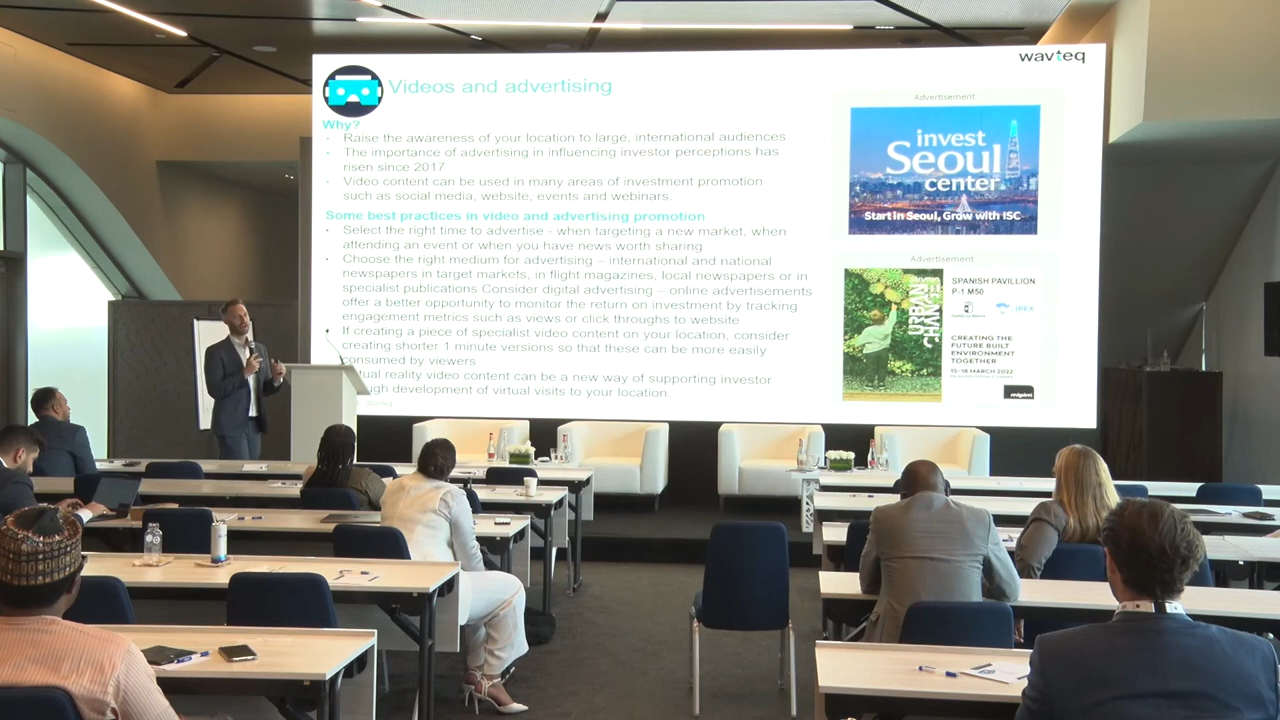 wavteq
Videos and advertising
Why?
Raise the awareness of your location to large, international audiences
The importance of advertising in influencing investor perceptions has
risen since 2017
Video content can be used in many areas of investment promotion
such as social media, website, events and webinars.
Some best practices in video and advertising promotion
Select the right time to advertise - when targeting a new market, when
attending an event or when you have news worth sharing
Choose the right medium for advertising – international and national
newspapers in target markets, in flight magazines, local newspapers or in
specialist publications Consider digital advertising – online advertisements
offer a better opportunity to monitor the return on investment by tracking
engagement metrics such as views or click throughs to website
If creating a piece of specialist video content on your location, consider
creating shorter 1 minute versions so that these can be more easily
consumed by viewers
reality video content can be a new way of supporting investor
development of virtual visits to your location.
Wavteq
Advertisement
invest
Seoul
center
Start in Seoul, Grow with ISC
Advertisement
URBAN
CHANGE
SPANISH PAVILLION
P-1 M50
CREATING THE
FUTURE BUILT
ENVIRONMENT
TOGETHER
15-18 MARCH 2022
mipim